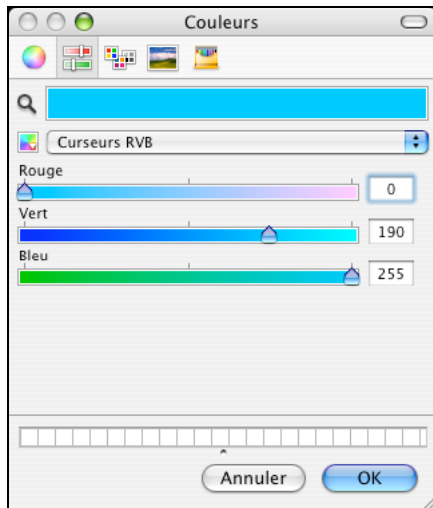 Couleurs
Curseurs RVB
Rouge
0
Vert
190
Bleu
255
Annuler OK